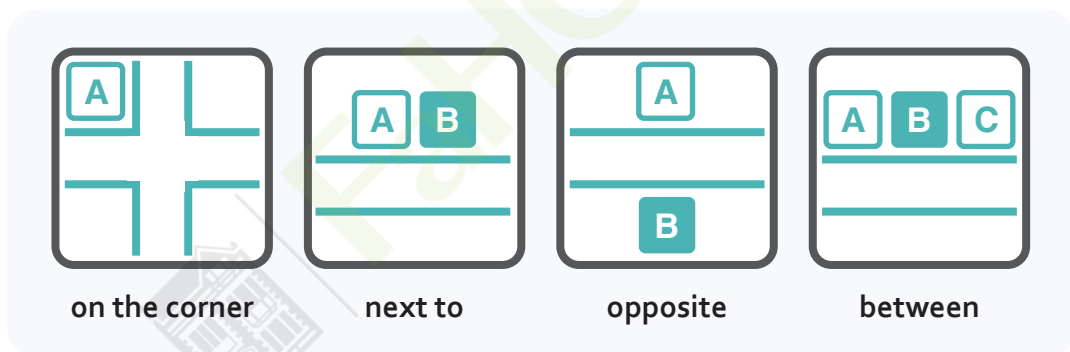 A
A B
A
B
A B C
on the corner
next to
opposite
between